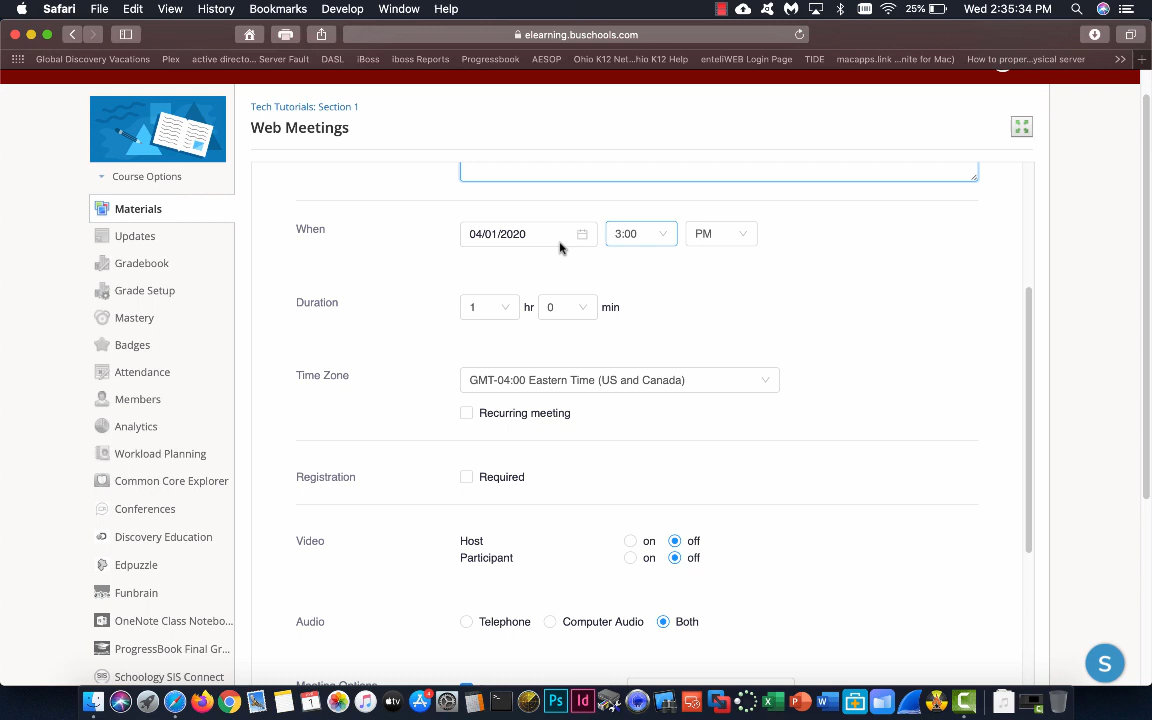 Safari File Edit View History Bookmarks Develop Window Help 25% Wed 2:35:34 PM
elearning.buschools.com
Global Discovery Vacations Plex active directo... Server Fault DASL iBoss iboss Reports Progressbook AESOP Ohio K12 Net...hio K12 Help enteliWEB Login Page TIDE macapps.link ...nite for Mac) How to proper...ysical server >> +
Tech Tutorials: Section 1
Web Meetings
Course Options
Materials
Updates
Gradebook
Grade Setup
Mastery
Badges
Attendance
Members
Analytics
Workload Planning
Common Core Explorer
Conferences
Discovery Education
Edpuzzle
Funbrain
OneNote Class Notebo...
ProgressBook Final Gr...
Schoology SIS Connect
When 04/01/2020 3:00 PM
Duration 1 hr 0 min
Time Zone GMT-04:00 Eastern Time (US and Canada)
Recurring meeting
Registration Required
Video Host on off
Participant on off
Audio Telephone Computer Audio Both
Meeting Options
S